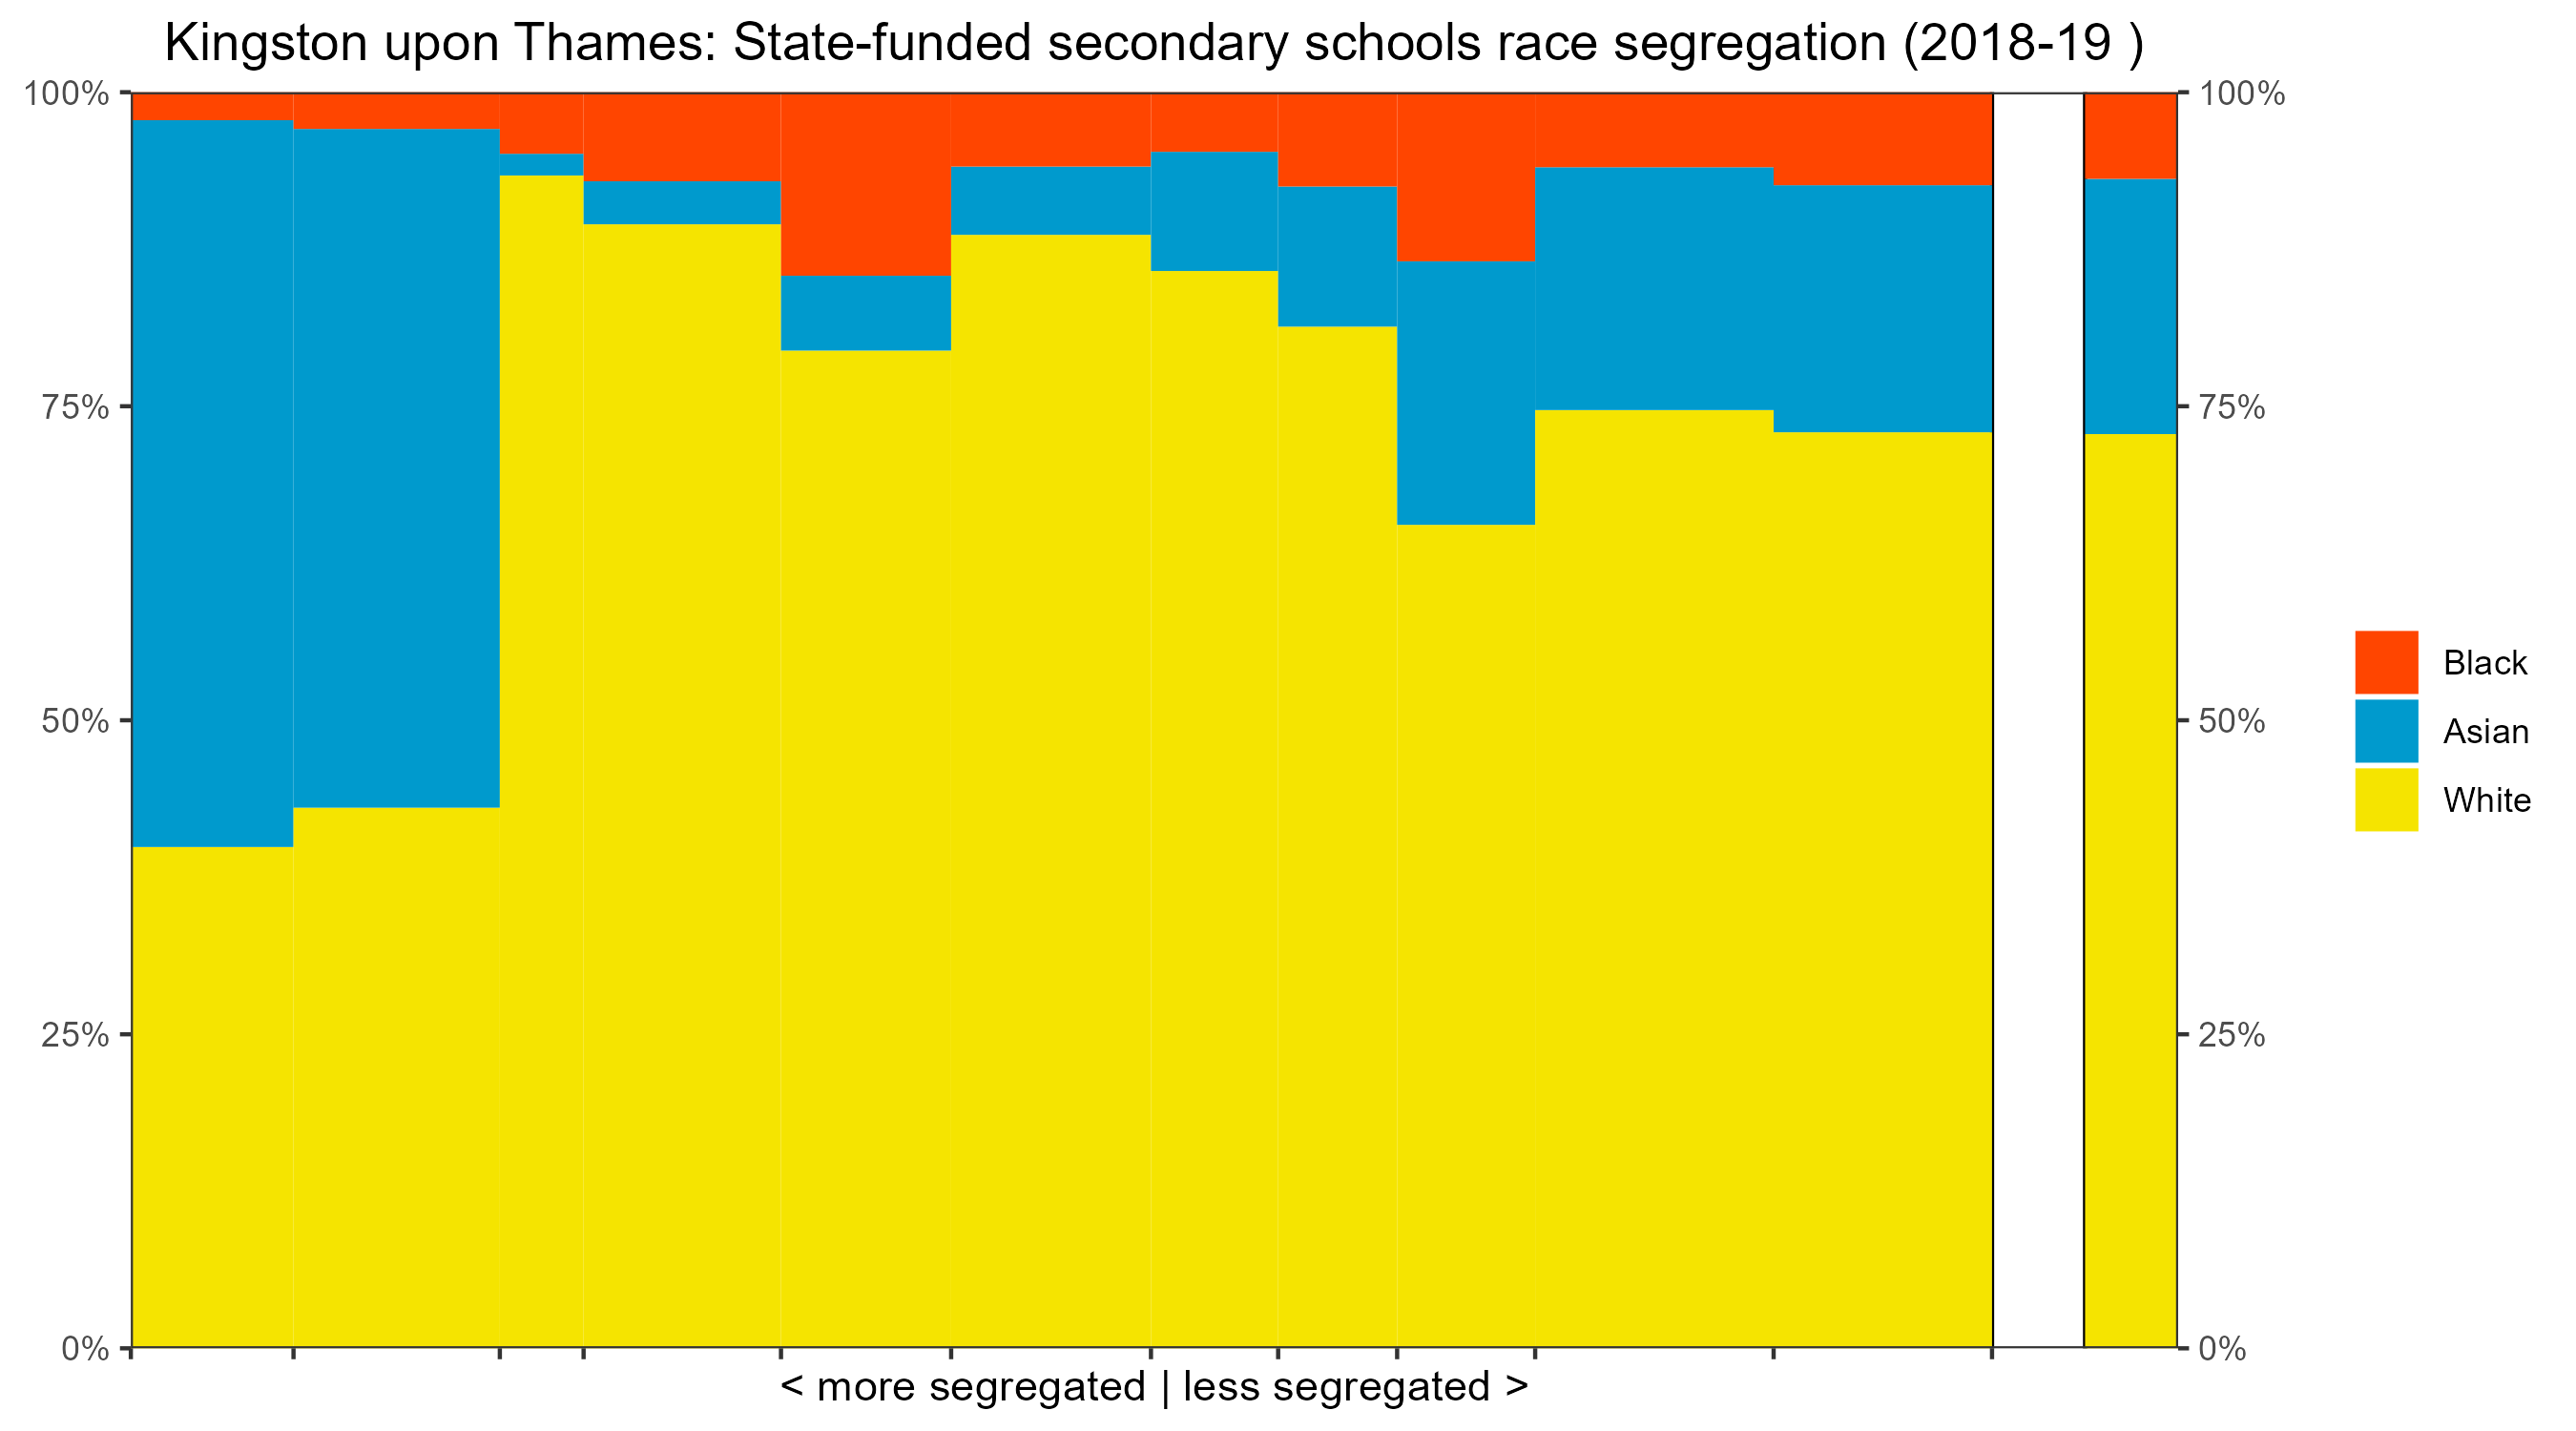 Kingston upon Thames: State-funded secondary schools race segregation (2018-19 )
100%
75%
50%
25%
0%
100%
75%
50%
25%
0%
Black
Asian
White
< more segregated | less segregated >